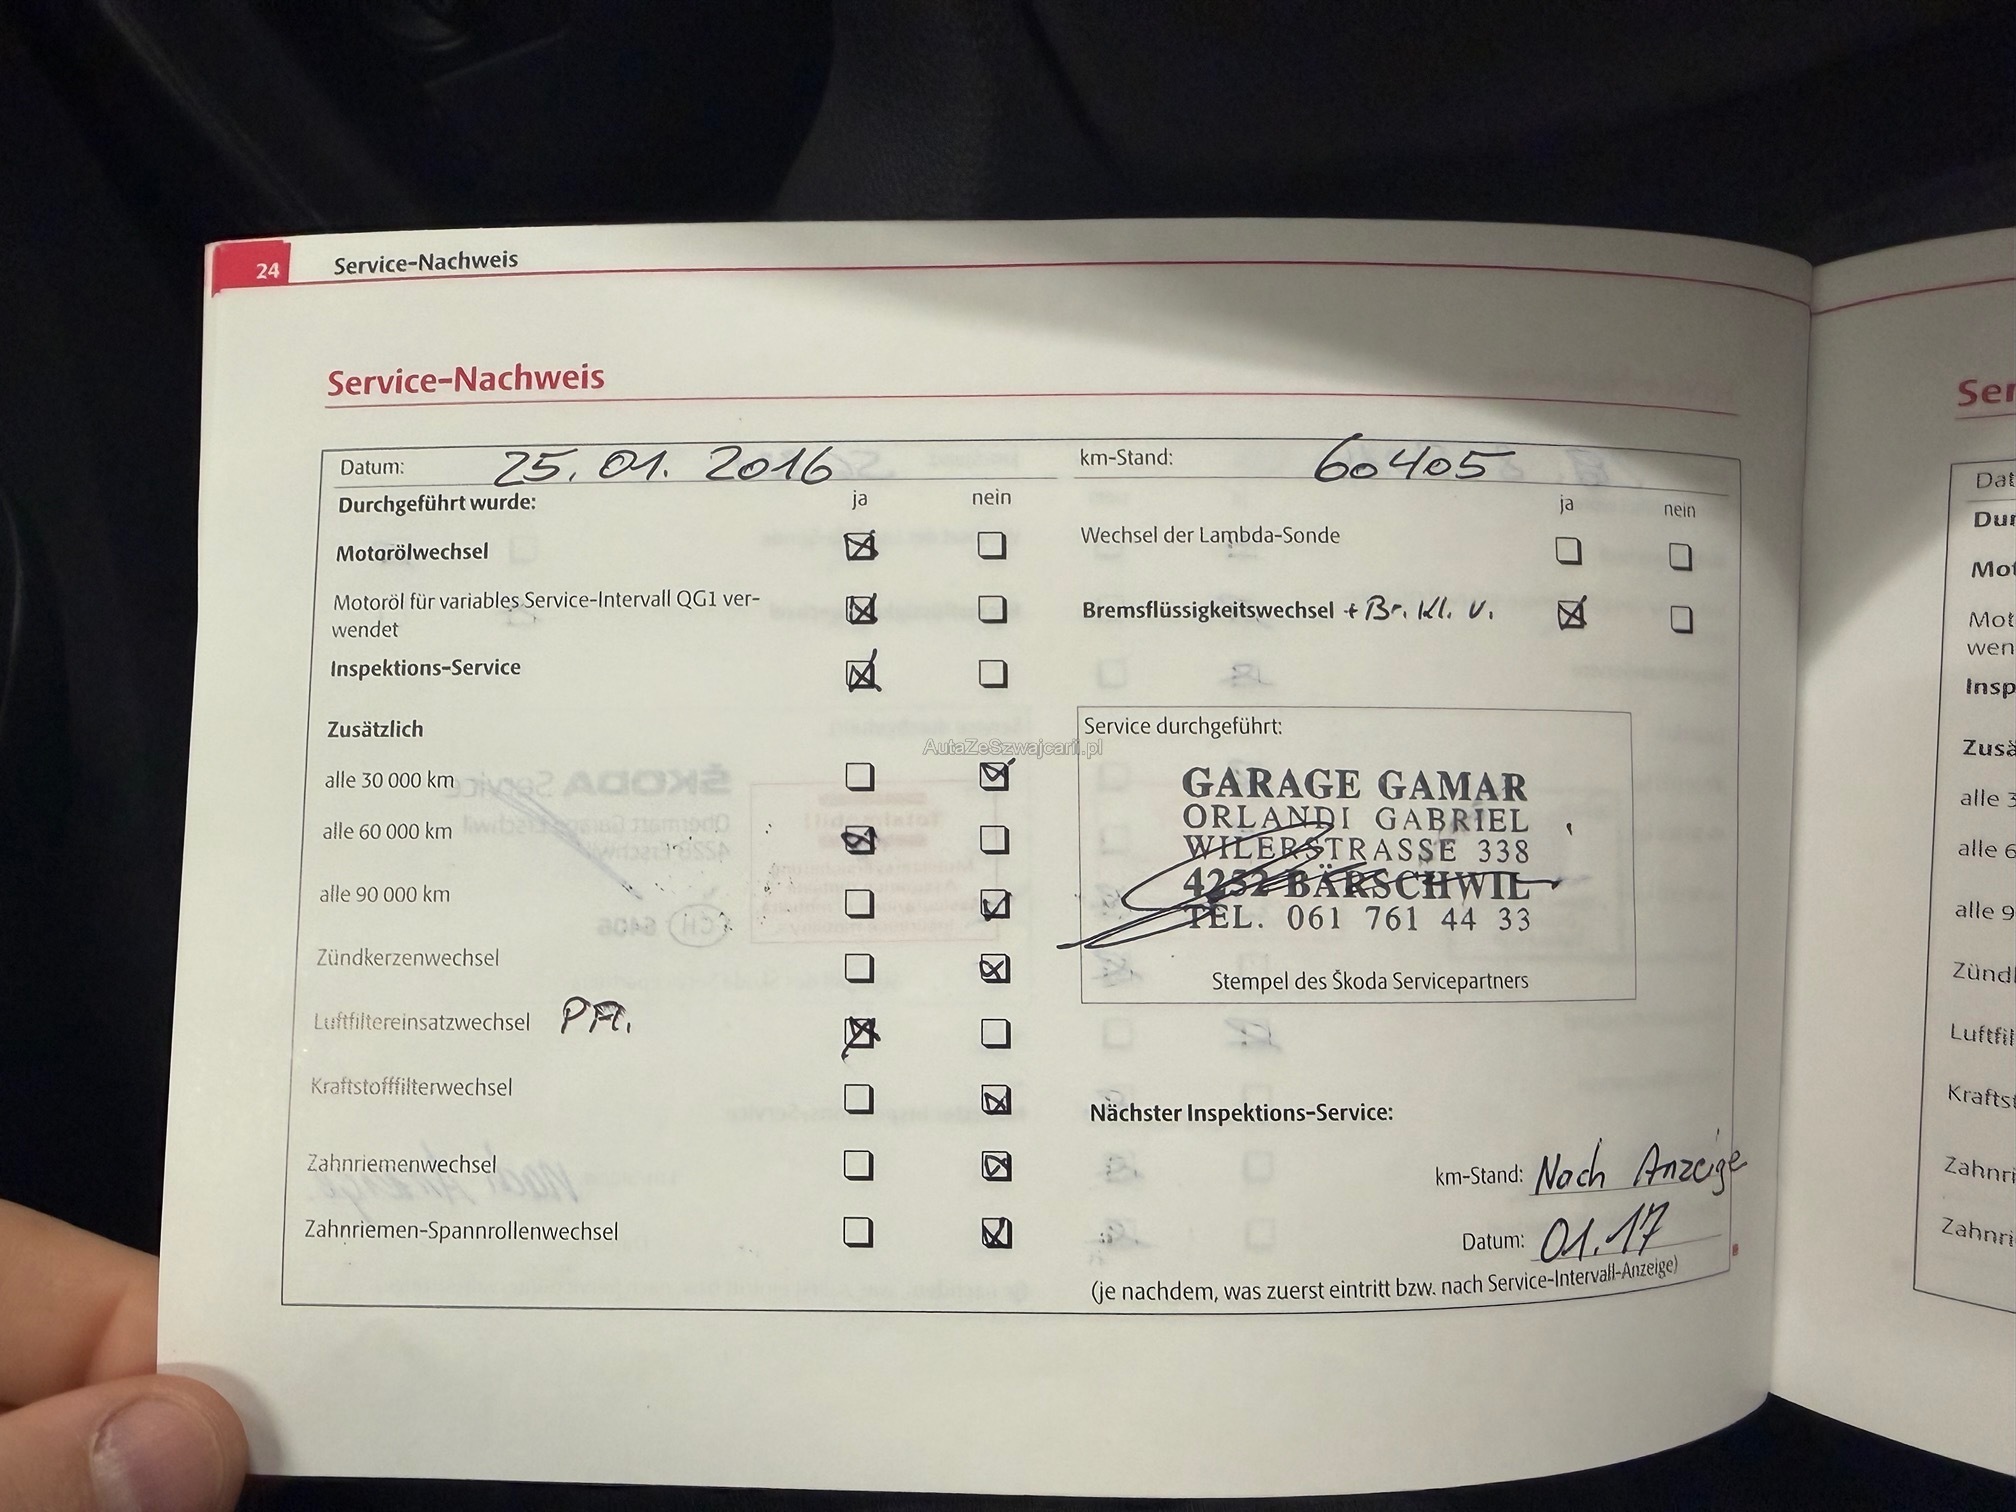 24 Service-Nachweis
Service-Nachweis
Datum: 25.01.2016
Durchgeführt wurde: ja nein
Motorölwechsel
Motoröl für variables Service-Intervall QG1 ver-
wendet
Inspektions-Service
Zusätzlich
alle 30 000 km
alle 60 000 km
alle 90 000 km
Zündkerzenwechsel
Luftfiltereinsatzwechsel
Kraftstofffilterwechsel
Zahnriemenwechsel
Zahnriemen-Spannrollenwechsel
km-Stand: 60405
ja nein
Wechsel der Lambda-Sonde
Bremsflüssigkeitswechsel + Br. Kl. v.
Service durchgeführt:
AutaZeSzwajcarii.pl
GARAGE GAMAR
ORLANDI GABRIEL
WILERSTRASSE 338
4252 BÄRSCHWIL
TEL. 061 761 44 33
Stempel des Škoda Servicepartners
Nächster Inspektions-Service:
km-Stand: Nach Anzeige
Datum: 01.17
(je nachdem, was zuerst eintritt bzw. nach Service-Intervall-Anzeige)